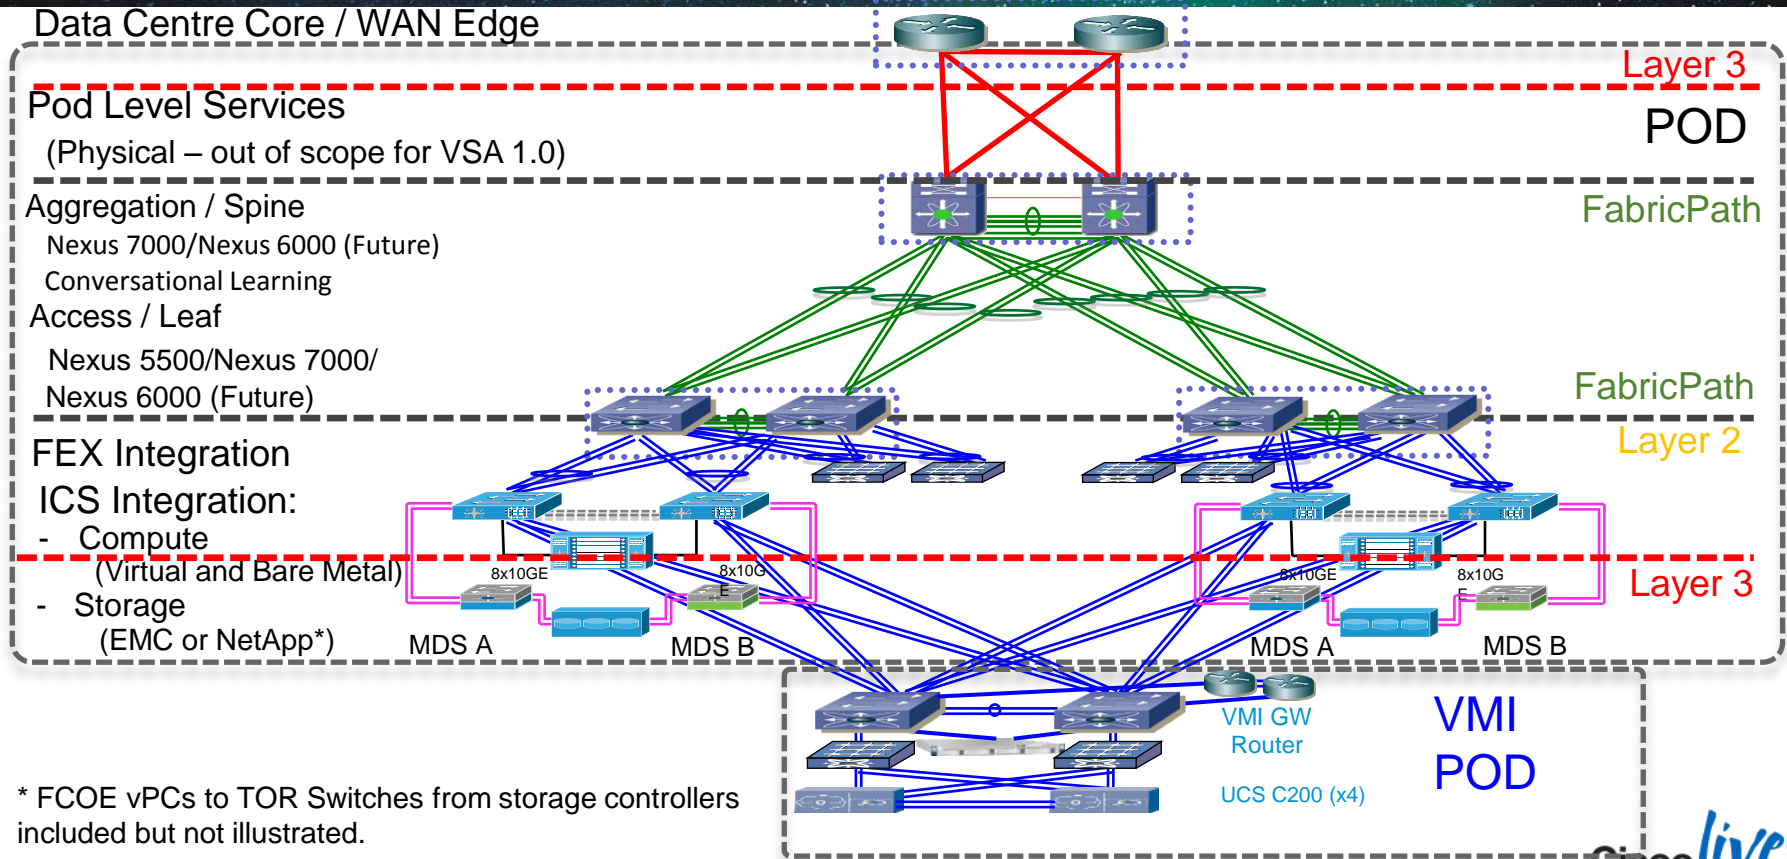 Data Centre Core / WAN Edge
Layer 3
Pod Level Services
POD
(Physical – out of scope for VSA 1.0)
Aggregation / Spine
FabricPath
Nexus 7000/Nexus 6000 (Future)
Conversational Learning
Access / Leaf
Nexus 5500/Nexus 7000/
Nexus 6000 (Future)
FabricPath
Layer 2
FEX Integration
ICS Integration:
- Compute
(Virtual and Bare Metal)
8x10GE
8x10G
E
8x10GE
8x10G
E
Layer 3
- Storage
(EMC or NetApp*)
MDS A
MDS B
MDS A
MDS B
VMI GW
Router
VMI
POD
UCS C200 (x4)
* FCOE vPCs to TOR Switches from storage controllers
included but not illustrated.
Cisco live